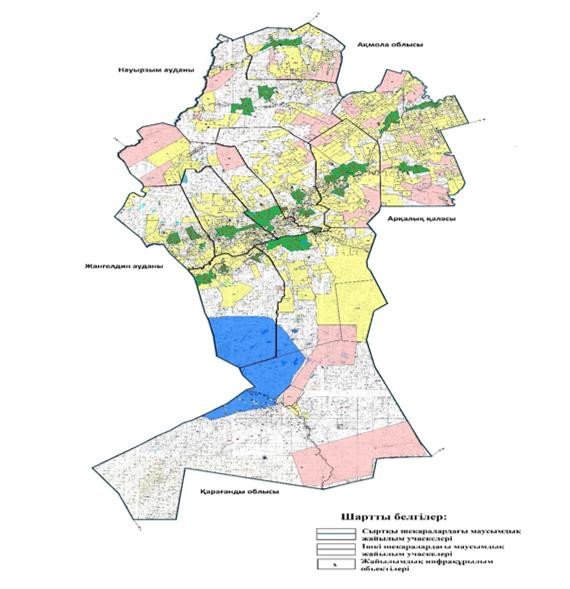 Ақмола облысы
Науырзым ауданы
Арқалық қаласы
Жангелдин ауданы
Қарағанды облысы
Шартты белгілер:
Сыртқы шекаралардағы маусымдық
жайылым учаскелері
Ішкі шекаралардағы маусымдық
жайылым учаскелері
х Жайылымдық инфрақұрылым
объектілері